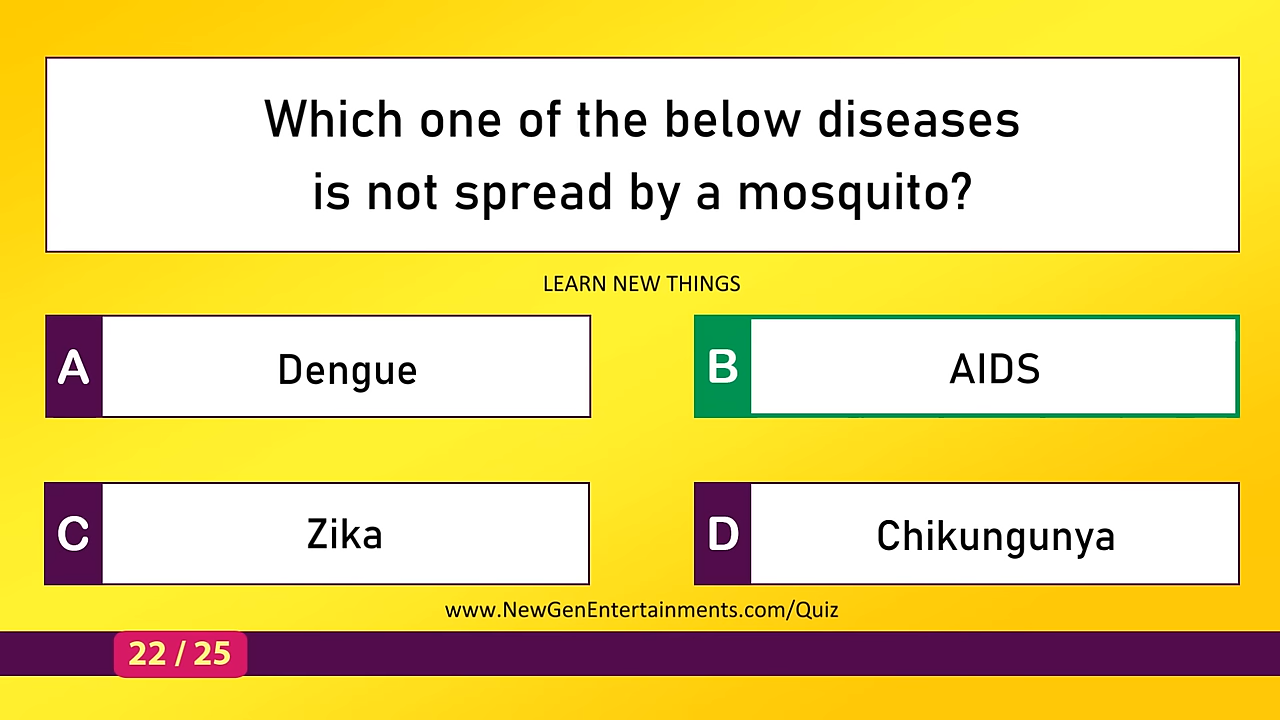 Which one of the below diseases
is not spread by a mosquito?
LEARN NEW THINGS
A Dengue
B AIDS
C Zika
D Chikungunya
www.NewGenEntertainments.com/Quiz
22 / 25